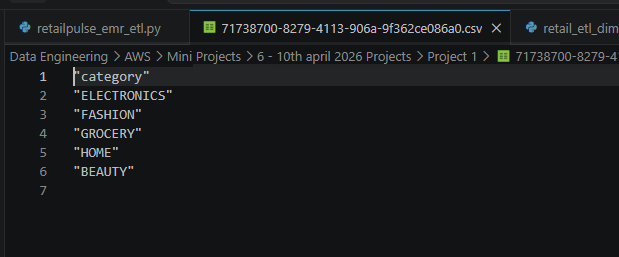 retailpulse_emr_etl.py
71738700-8279-4113-906a-9f362ce086a0.csv
retail_etl_dim
Data Engineering > AWS > Mini Projects > 6 - 10th april 2026 Projects > Project 1 > 71738700-8279-41
1 "category"
2 "ELECTRONICS"
3 "FASHION"
4 "GROCERY"
5 "HOME"
6 "BEAUTY"
7